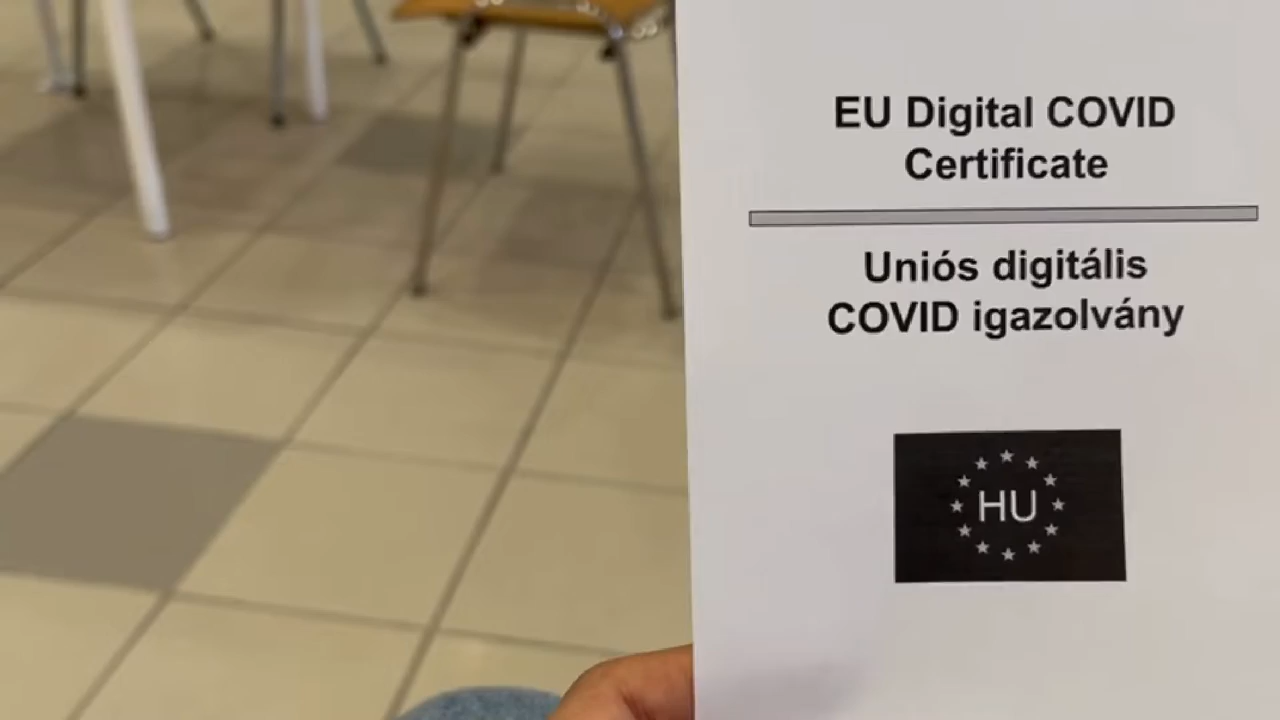 EU Digital COVID
Certificate
Uniós digitális
COVID igazolvány
HU